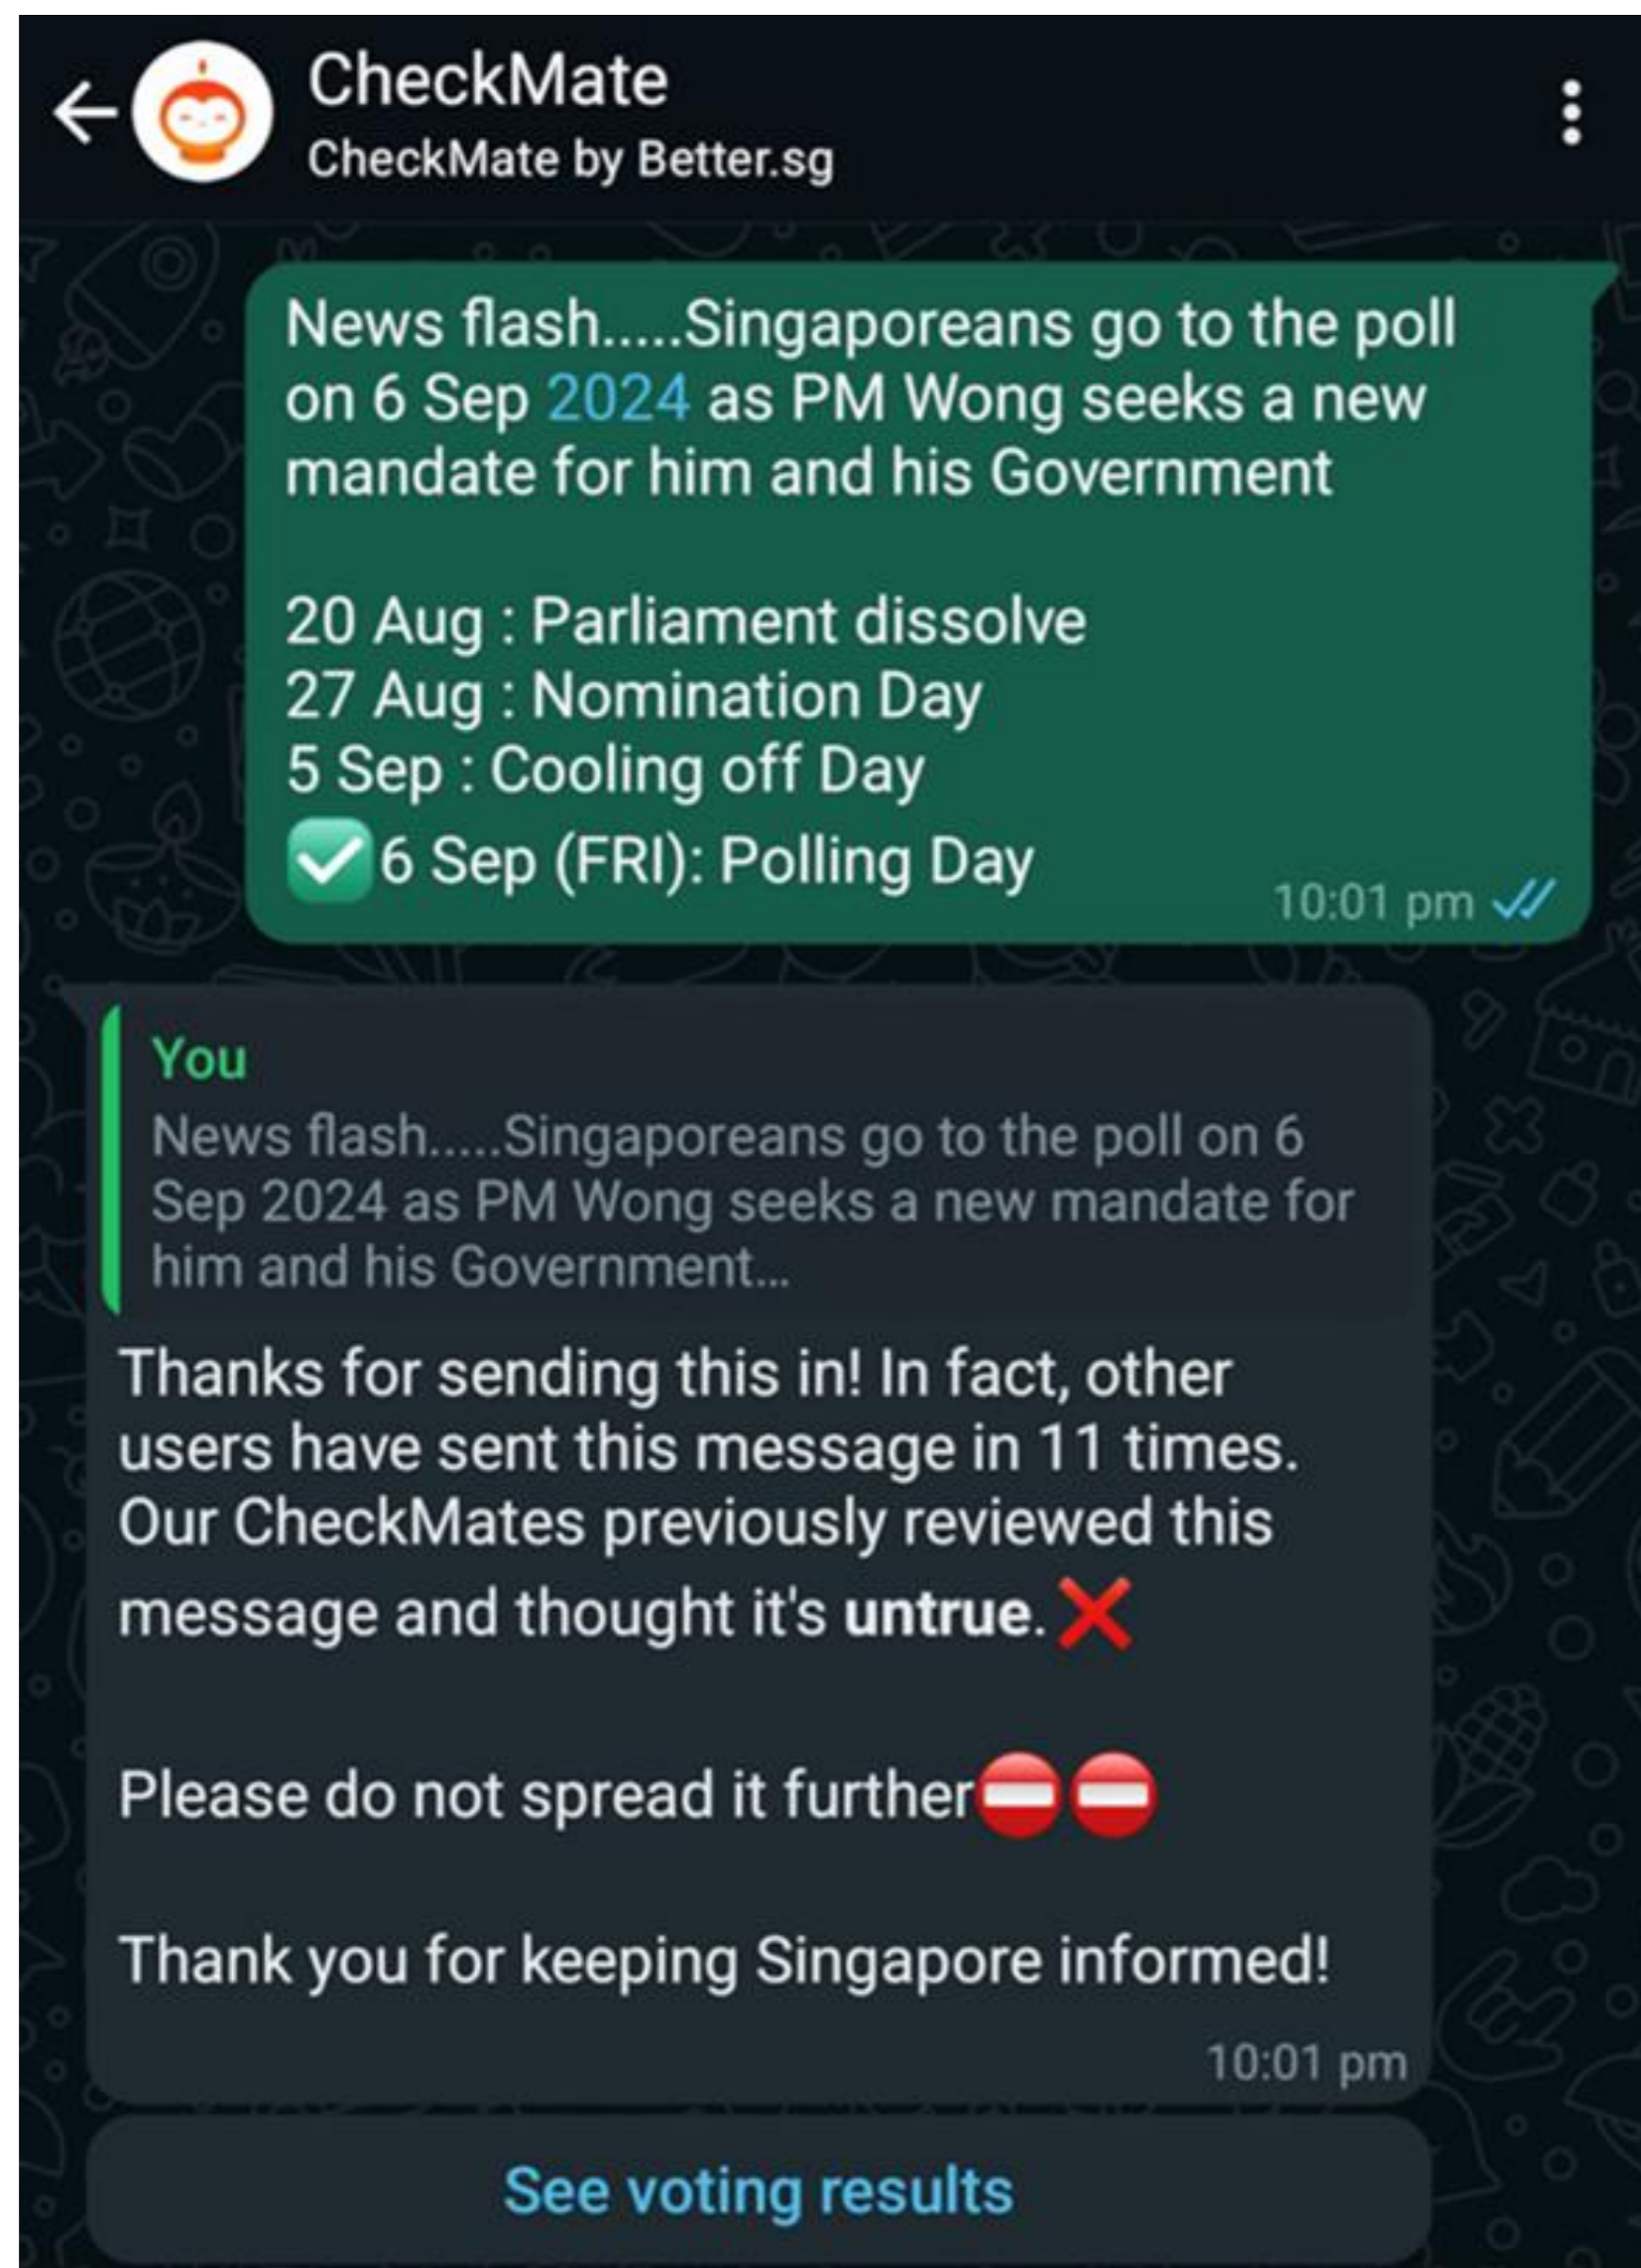 CheckMate
CheckMate by Better.sg
News flash.....Singaporeans go to the poll
on 6 Sep 2024 as PM Wong seeks a new
mandate for him and his Government
20 Aug : Parliament dissolve
27 Aug : Nomination Day
5 Sep : Cooling off Day
✅6 Sep (FRI): Polling Day
10:01 pm
You
News flash.....Singaporeans go to the poll on 6
Sep 2024 as PM Wong seeks a new mandate for
him and his Government...
Thanks for sending this in! In fact, other
users have sent this message in 11 times.
Our CheckMates previously reviewed this
message and thought it's untrue.❌
Please do not spread it further⛔⛔
Thank you for keeping Singapore informed!
10:01 pm
See voting results